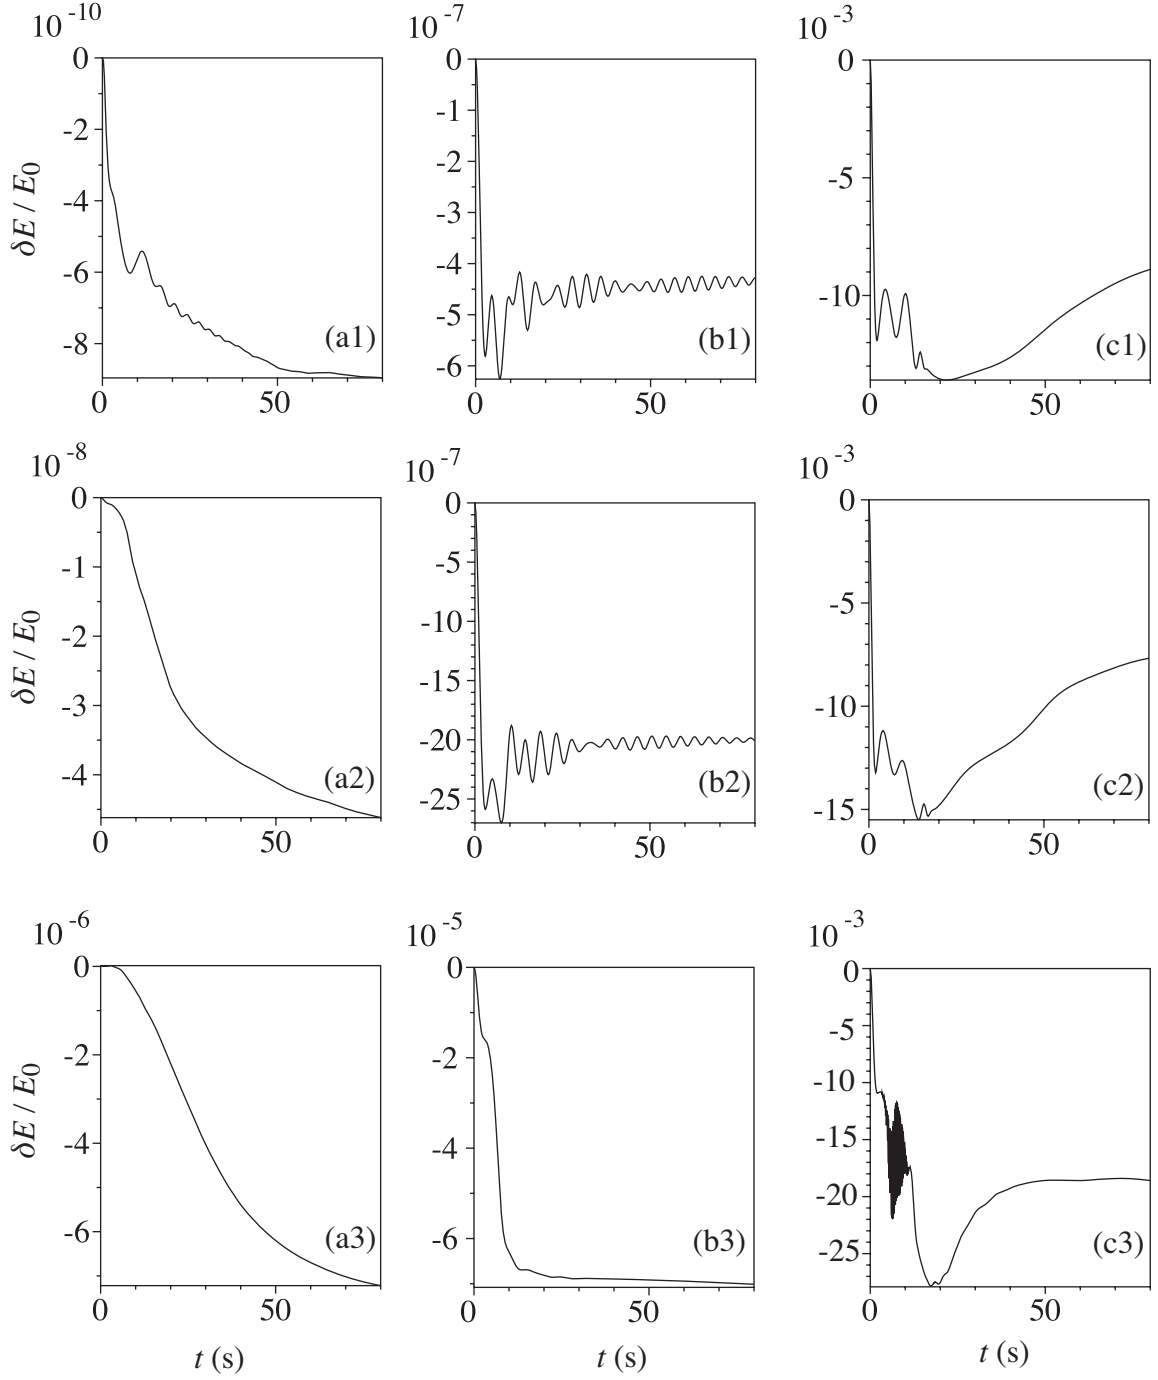 10^-10 10^-7 10^-3
0 0 0
-1
-2 -2
-5
-4 -3
-6 -4
-10
-5
-8 -6
δE / E0
(a1) (b1) (c1)
0 50 0 50 0 50
10^-8 10^-7 10^-3
0 0 0
-1 -5 -5
-2 -10
-3 -15 -10
-4 -20
-25 -15
δE / E0
(a2) (b2) (c2)
0 50 0 50 0 50
10^-6 10^-5 10^-3
0 0 0
-5
-2 -2 -10
-4 -4 -15
-20
-6 -6 -25
δE / E0
(a3) (b3) (c3)
0 50 0 50 0 50
t (s) t (s) t (s)